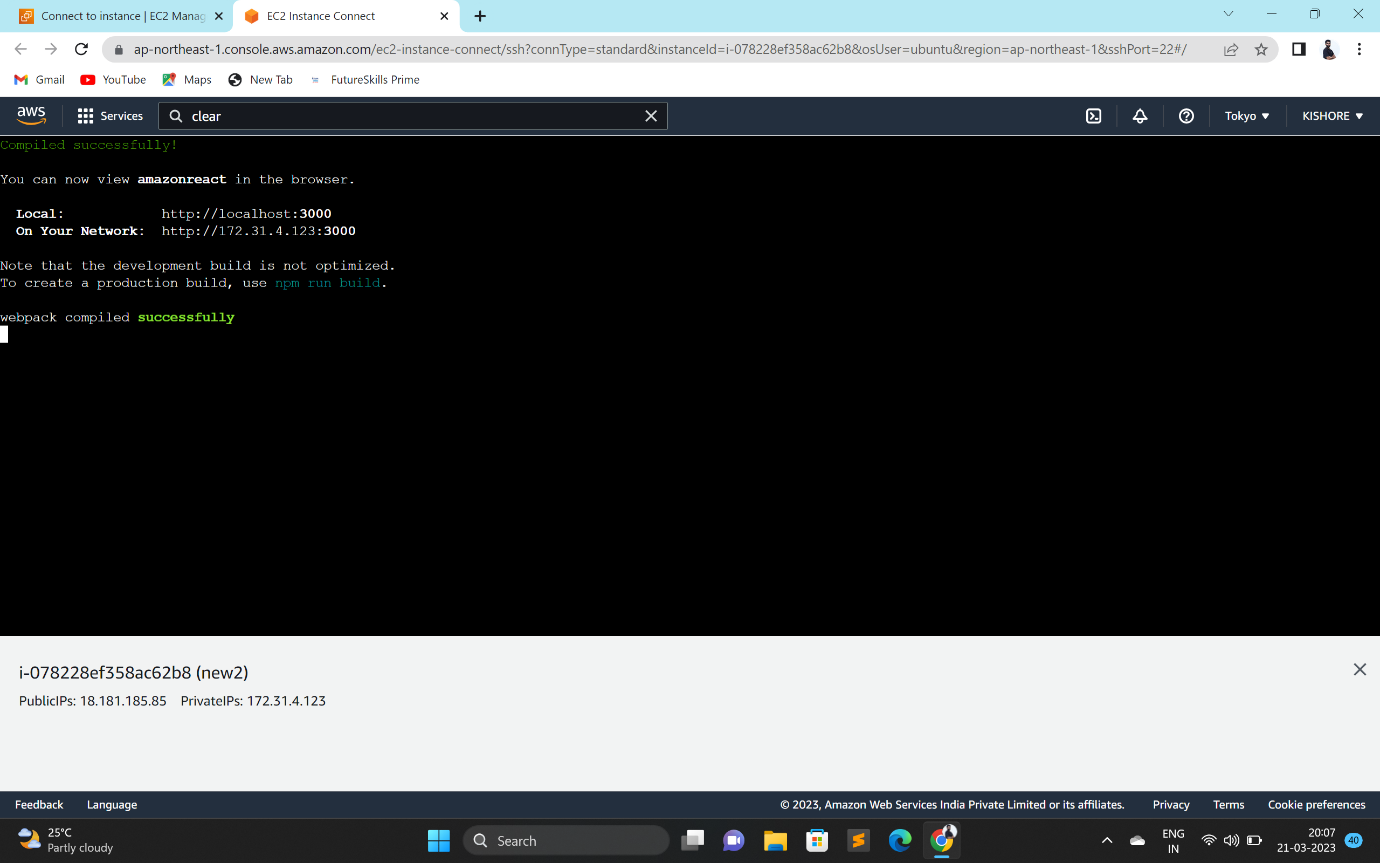 Connect to instance | EC2 Manag
EC2 Instance Connect
ap-northeast-1.console.aws.amazon.com/ec2-instance-connect/ssh?connType=standard&instanceId=i-078228ef358ac62b8&osUser=ubuntu&region=ap-northeast-1&sshPort=22#/
Gmail YouTube Maps New Tab FutureSkills Prime
aws Services clear Tokyo ▼ KISHORE ▼
Compiled successfully!
You can now view amazonreact in the browser.
Local: http://localhost:3000
On Your Network: http://172.31.4.123:3000
Note that the development build is not optimized.
To create a production build, use npm run build.
webpack compiled successfully
i-078228ef358ac62b8 (new2)
PublicIPs: 18.181.185.85 PrivateIPs: 172.31.4.123
Feedback Language © 2023, Amazon Web Services India Private Limited or its affiliates. Privacy Terms Cookie preferences
25°C
Partly cloudy
Search
ENG
IN
20:07
21-03-2023
40